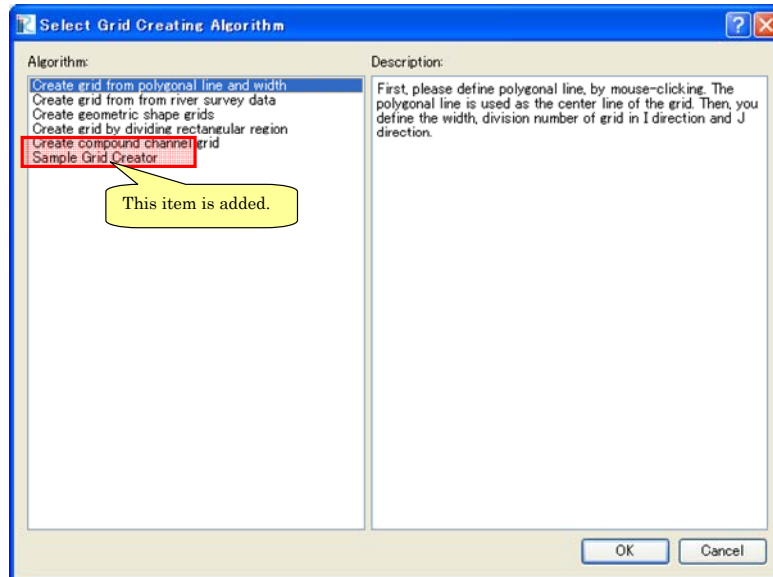 Select Grid Creating Algorithm
Algorithm:
Create grid from polygonal line and width
Create grid from from river survey data
Create geometric shape grids
Create grid by dividing rectangular region
Create compound channel grid
Sample Grid Creator
This item is added.
Description:
First, please define polygonal line, by mouse-clicking. The
polygonal line is used as the center line of the grid. Then, you
define the width, division number of grid in I direction and J
direction.
OK
Cancel